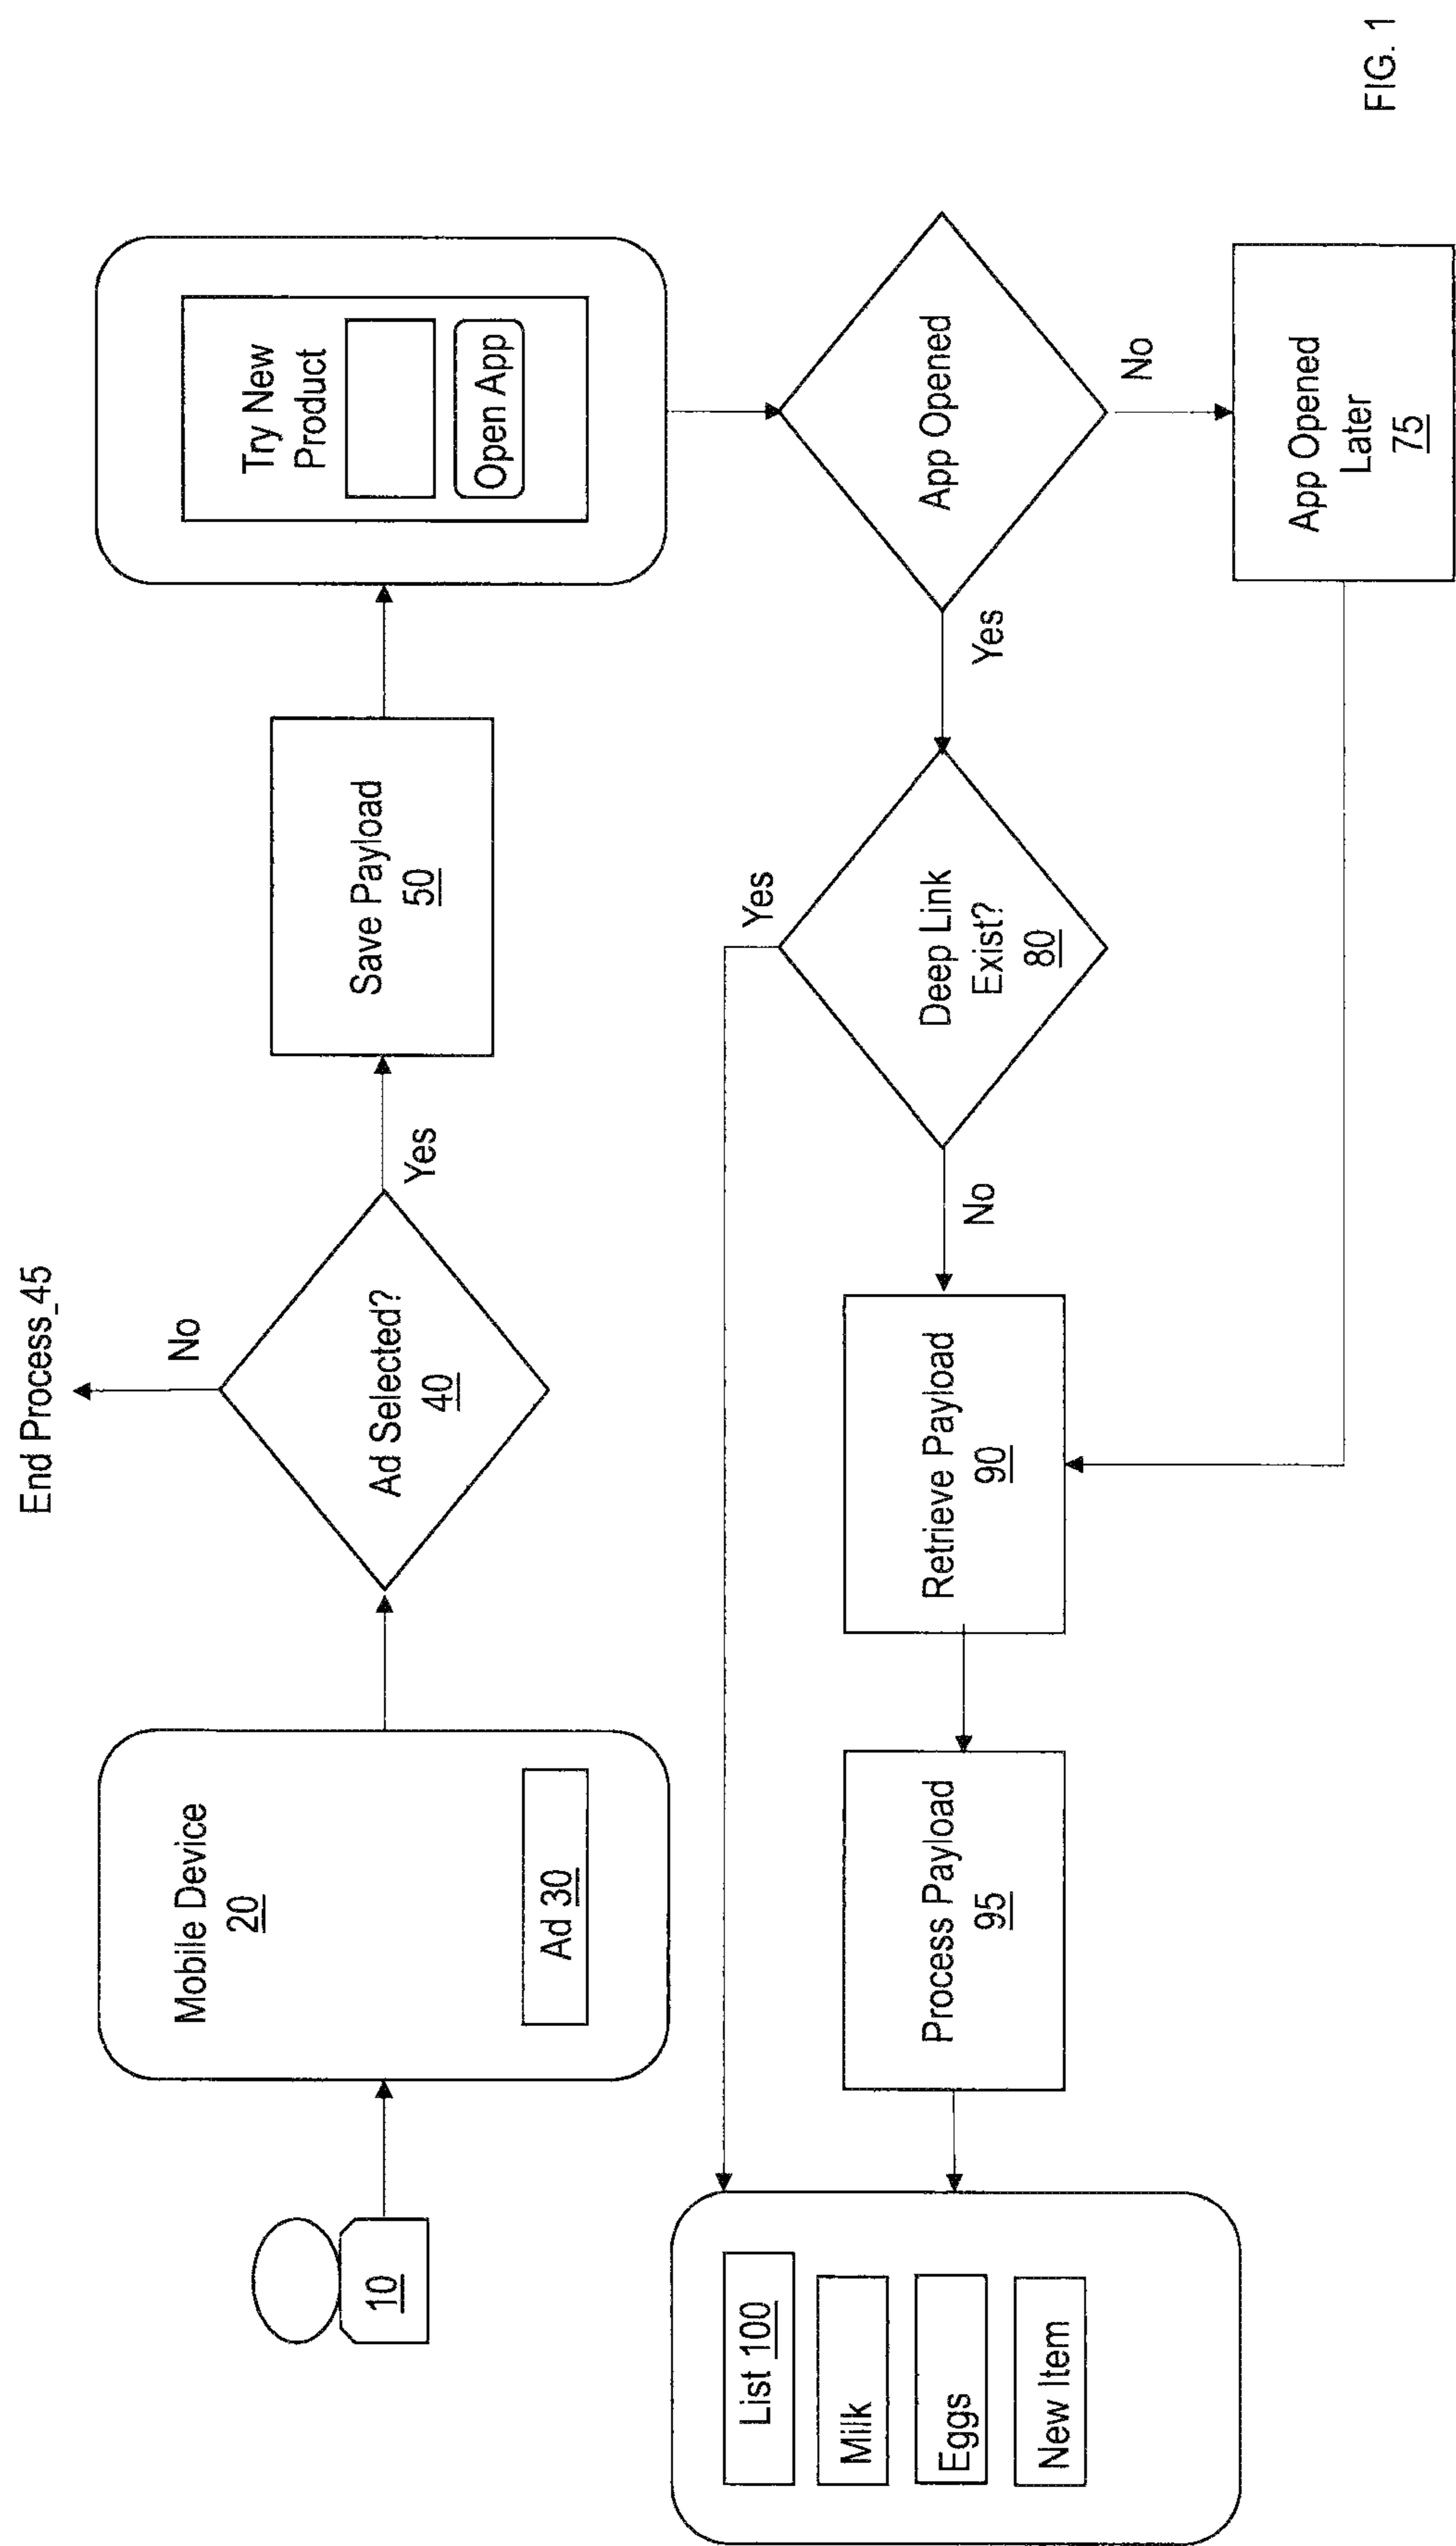 End Process 45
No
Mobile Device
20
Ad 30
10
Ad Selected?
40
Yes
Save Payload
50
Try New
Product
Open App
List 100
Milk
Eggs
New Item
Process Payload
95
Retrieve Payload
90
No
Deep Link
Exist?
80
Yes
Yes
App Opened
No
App Opened
Later
75
FIG. 1